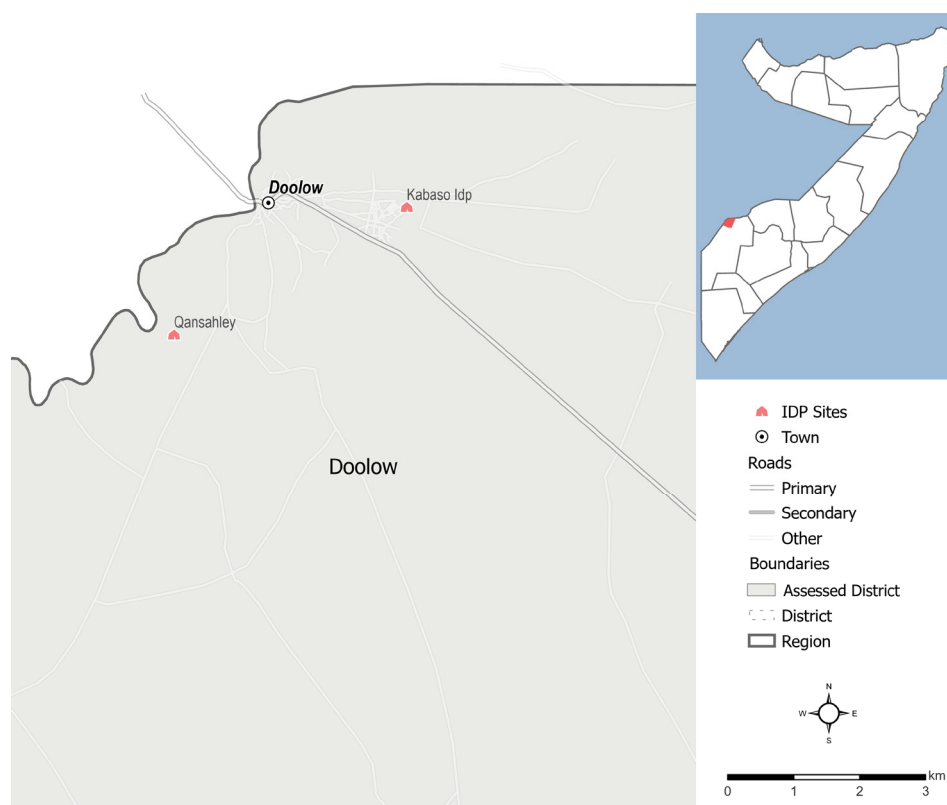 Doolow
Kabaso Idp
Qansahley
Doolow
IDP Sites
Town
Roads
Primary
Secondary
Other
Boundaries
Assessed District
District
Region
N
W E
S
km
0 1 2 3